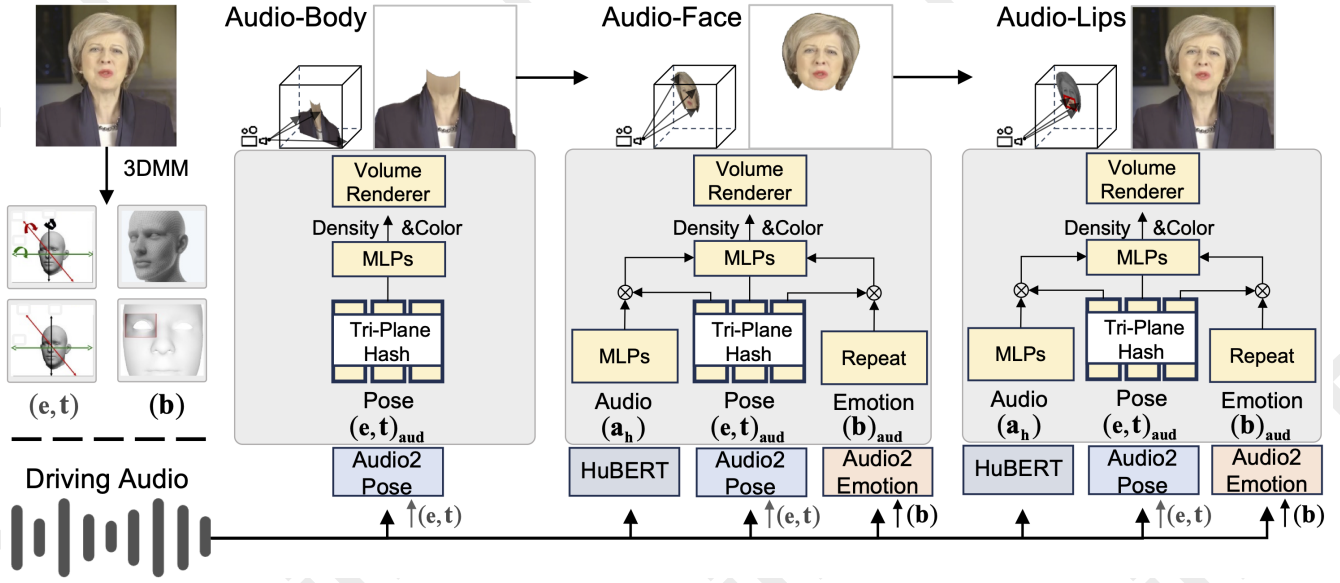 Audio-Body
Audio-Face
Audio-Lips
3DMM
(e, t)
(b)
Driving Audio
Volume
Renderer
Density &Color
MLPs
Tri-Plane
Hash
Pose
(e, t)aud
Audio2
Pose
(e, t)
Volume
Renderer
Density &Color
MLPs
MLPs
Tri-Plane
Hash
Repeat
Audio
Pose
Emotion
(ah)
(e, t)aud
(b)aud
HuBERT
Audio2
Pose
Audio2
Emotion
(e, t)
(b)
Volume
Renderer
Density &Color
MLPs
MLPs
Tri-Plane
Hash
Repeat
Audio
Pose
Emotion
(ah)
(e, t)aud
(b)aud
HuBERT
Audio2
Pose
Audio2
Emotion
(e, t)
(b)